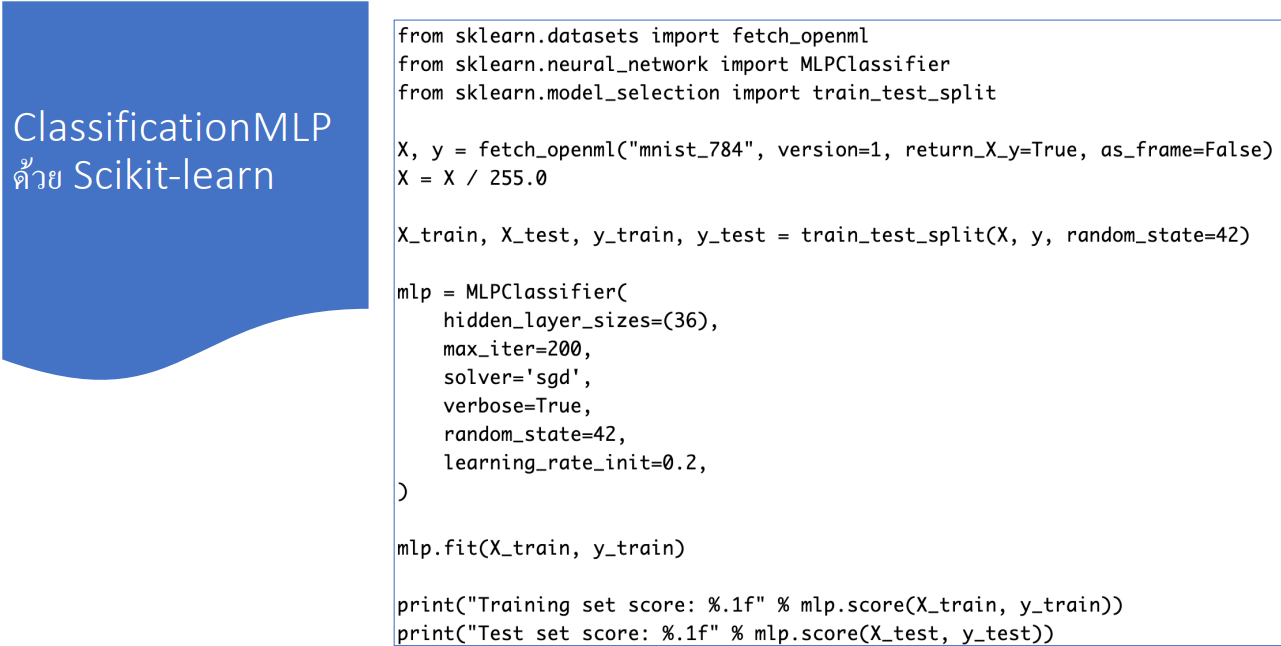 ClassificationMLP
ด้วย Scikit-learn
from sklearn.datasets import fetch_openml
from sklearn.neural_network import MLPClassifier
from sklearn.model_selection import train_test_split
X, y = fetch_openml("mnist_784", version=1, return_X_y=True, as_frame=False)
X = X / 255.0
X_train, X_test, y_train, y_test = train_test_split(X, y, random_state=42)
mlp = MLPClassifier(
    hidden_layer_sizes=(36),
    max_iter=200,
    solver='sgd',
    verbose=True,
    random_state=42,
    learning_rate_init=0.2,
)
mlp.fit(X_train, y_train)
print("Training set score: %.1f" % mlp.score(X_train, y_train))
print("Test set score: %.1f" % mlp.score(X_test, y_test))